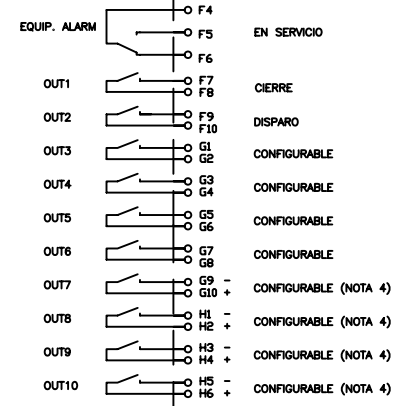 F4
EQUIP. ALARM F5 EN SERVICIO
F6
OUT1 F7 CIERRE
F8
OUT2 F9 DISPARO
F10
OUT3 G1 CONFIGURABLE
G2
OUT4 G3 CONFIGURABLE
G4
OUT5 G5 CONFIGURABLE
G6
OUT6 G7 CONFIGURABLE
G8
OUT7 G9 - CONFIGURABLE (NOTA 4)
G10 +
OUT8 H1 - CONFIGURABLE (NOTA 4)
H2 +
OUT9 H3 - CONFIGURABLE (NOTA 4)
H4 +
OUT10 H5 - CONFIGURABLE (NOTA 4)
H6 +